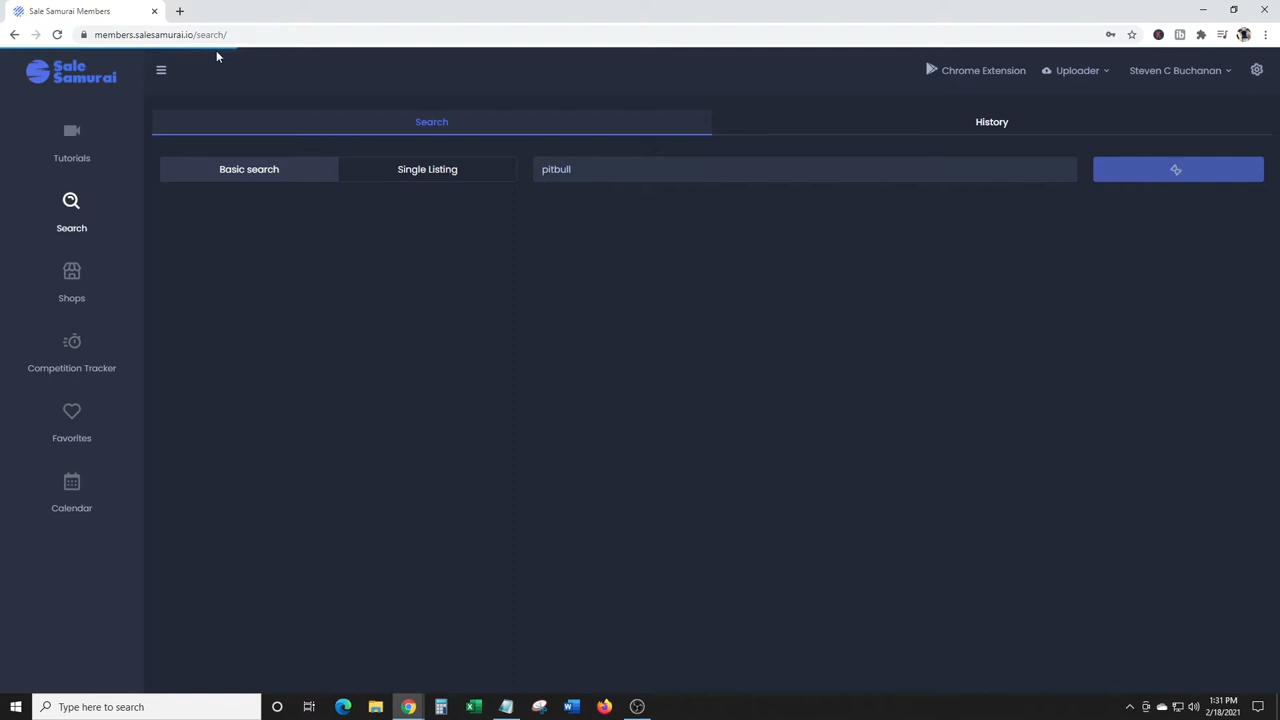 Sale Samurai Members
members.salesamurai.io/search/
Sale
Samurai
Chrome Extension
Uploader
Steven C Buchanan
Search
History
Tutorials
Basic search
Single Listing
pitbull
Search
Shops
Competition Tracker
Favorites
Calendar
Type here to search
1:31 PM
2/18/2021